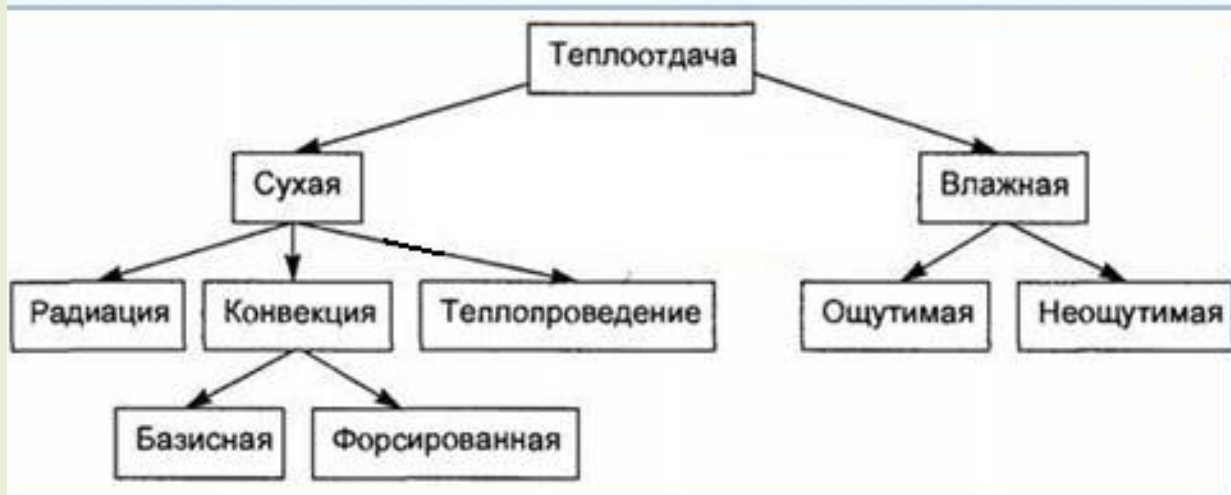 Теплоотдача
Сухая
Влажная
Радиация
Конвекция
Теплопроведение
Ощутимая
Неощутимая
Базисная
Форсированная